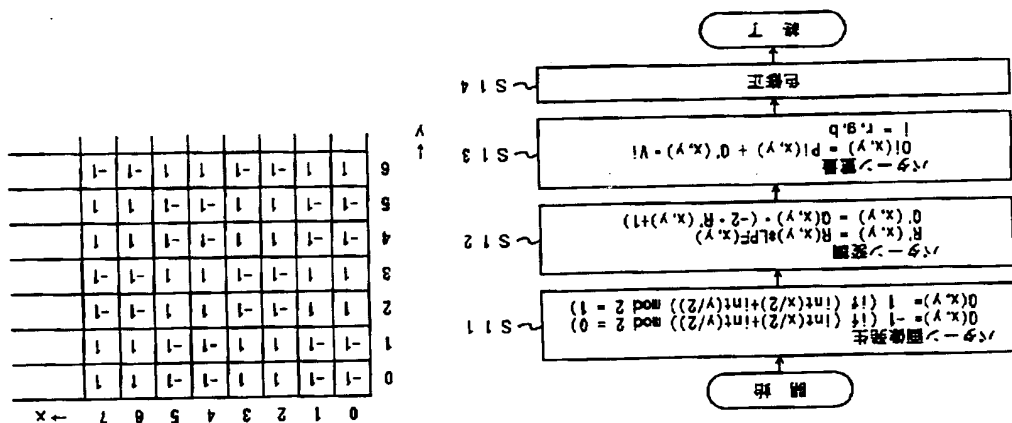 開 始
パターン画像発生
Q(x,y)= -1 (if (int(x/2)+int(y/2)) mod 2 = 0)
Q(x,y)= 1 (if (int(x/2)+int(y/2)) mod 2 = 1)
S11
パターン変調
R'(x,y) = R(x,y)*LPF(x,y)
Q'(x,y) = Q(x,y)・(-2・R'(x,y)+1)
S12
パターン重畳
Di(x,y) = Pi(x,y) + Q'(x,y)・Vi
i = r,g,b
S13
色修正
S14
終 了
0 1 2 3 4 5 6 7 → x
0 -1 -1 1 1 -1 -1 1 1
1 -1 -1 1 1 -1 -1 1 1
2 1 1 -1 -1 1 1 -1 -1
3 1 1 -1 -1 1 1 -1 -1
4 -1 -1 1 1 -1 -1 1 1
5 -1 -1 1 1 -1 -1 1 1
6 1 1 -1 -1 1 1 -1 -1
↓
y